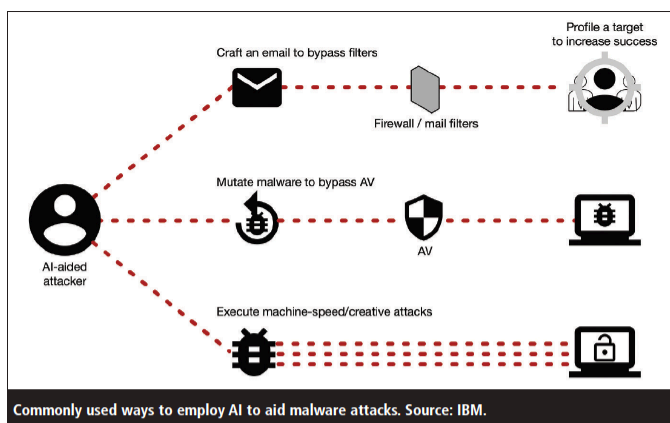 Profile a target
to increase success
Craft an email to bypass filters
Firewall / mail filters
Mutate malware to bypass AV
AV
AI-aided
attacker
Execute machine-speed/creative attacks
Commonly used ways to employ AI to aid malware attacks. Source: IBM.